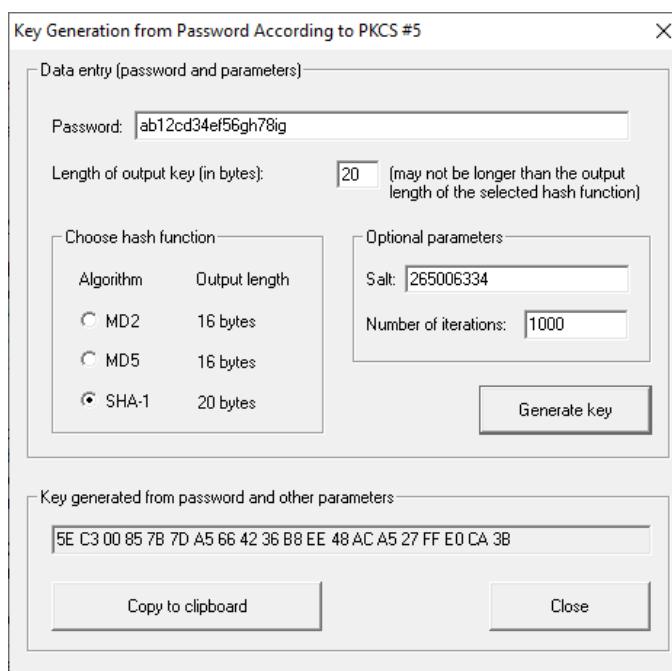 Key Generation from Password According to PKCS #5
Data entry (password and parameters)
Password: ab12cd34ef56gh78ig
Length of output key (in bytes): 20 (may not be longer than the output
length of the selected hash function)
Choose hash function
Algorithm Output length
MD2 16 bytes
MD5 16 bytes
SHA-1 20 bytes
Optional parameters
Salt: 265006334
Number of iterations: 1000
Generate key
Key generated from password and other parameters
5E C3 00 85 7B 7D A5 66 42 36 B8 EE 48 AC A5 27 FF E0 CA 3B
Copy to clipboard Close